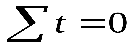 ∑ t = 0